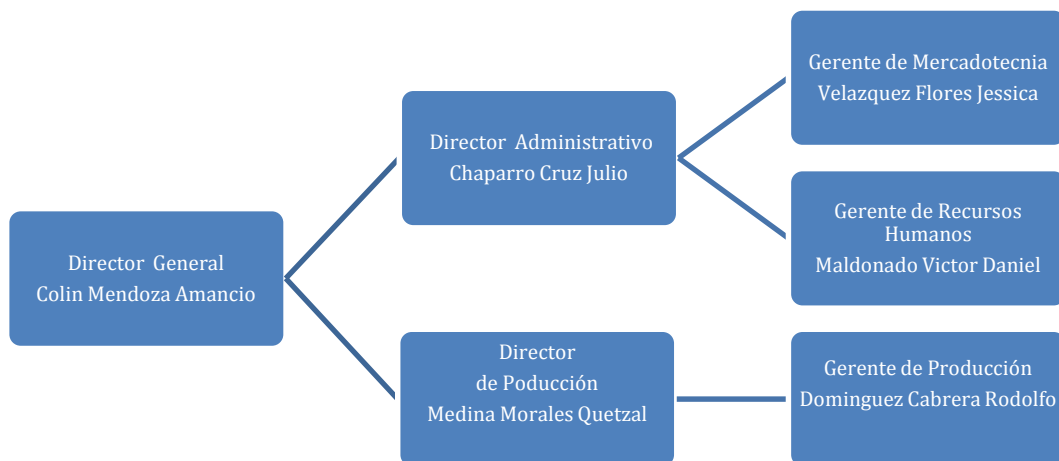 Director General
Colin Mendoza Amancio
Director Administrativo
Chaparro Cruz Julio
Gerente de Mercadotecnia
Velazquez Flores Jessica
Gerente de Recursos
Humanos
Maldonado Victor Daniel
Director
de Poducción
Medina Morales Quetzal
Gerente de Producción
Dominguez Cabrera Rodolfo